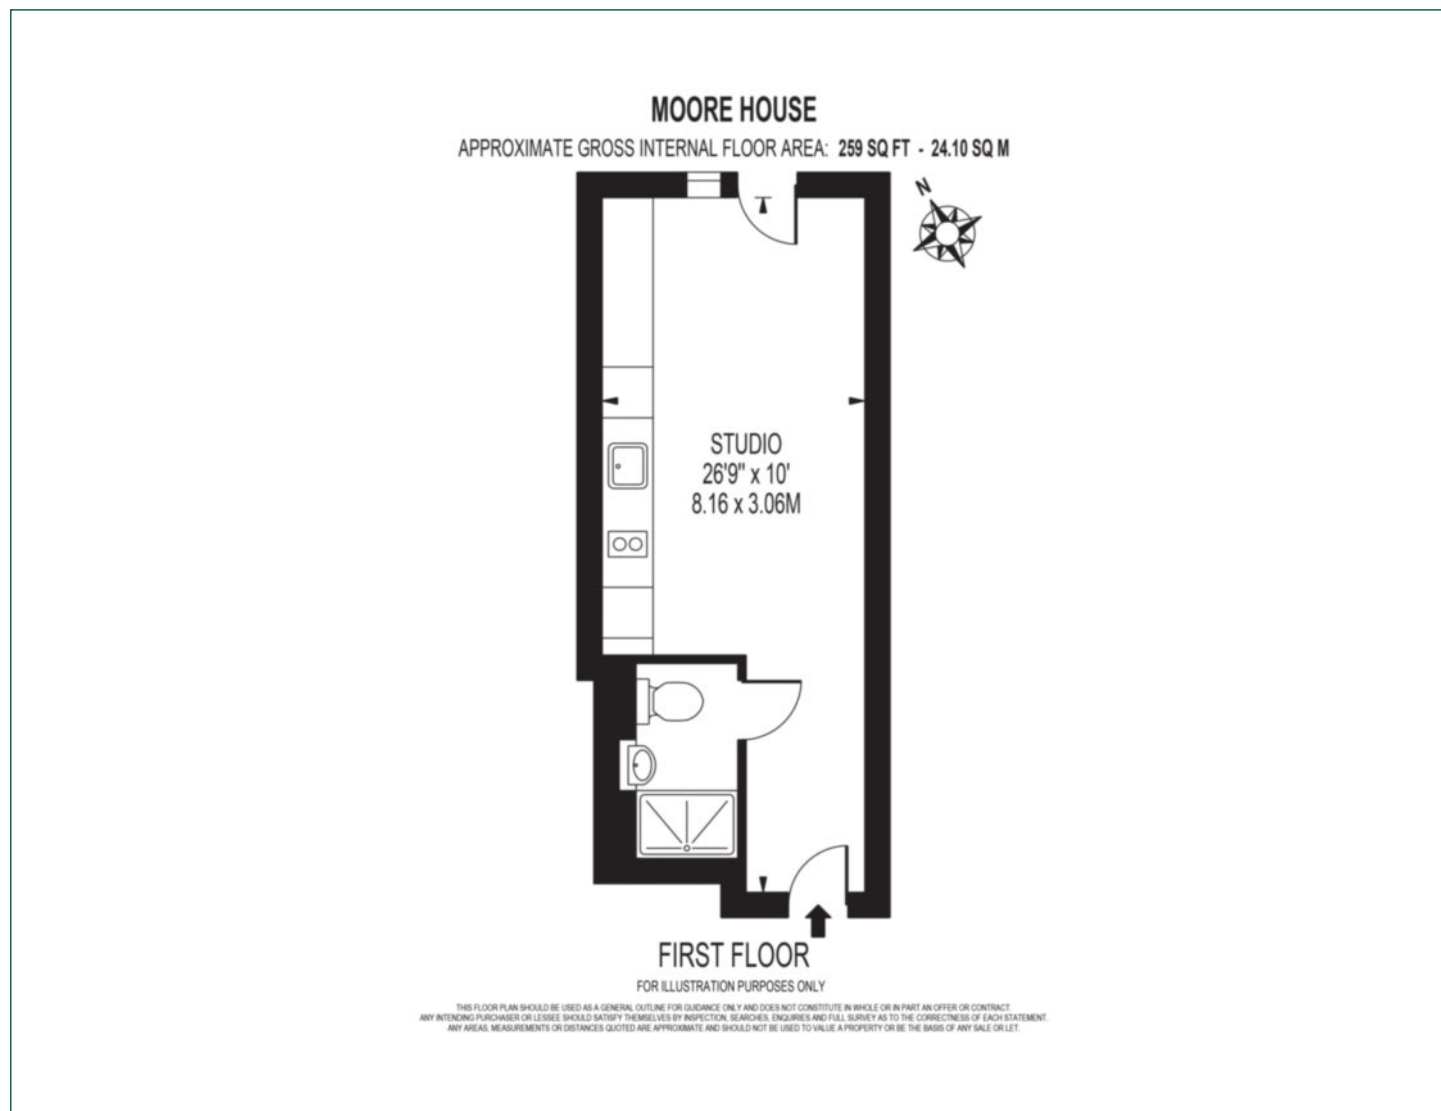 MOORE HOUSE
APPROXIMATE GROSS INTERNAL FLOOR AREA: 259 SQ FT - 24.10 SQ M
N
STUDIO
26'9" x 10'
8.16 x 3.06M
FIRST FLOOR
FOR ILLUSTRATION PURPOSES ONLY
THIS FLOOR PLAN SHOULD BE USED AS A GENERAL OUTLINE FOR GUIDANCE ONLY AND DOES NOT CONSTITUTE IN WHOLE OR IN PART AN OFFER OR CONTRACT.
ANY INTENDING PURCHASER OR LESSEE SHOULD SATISFY THEMSELVES BY INSPECTION, SEARCHES, ENQUIRIES AND FULL SURVEY AS TO THE CORRECTNESS OF EACH STATEMENT.
ANY AREAS, MEASUREMENTS OR DISTANCES QUOTED ARE APPROXIMATE AND SHOULD NOT BE USED TO VALUE A PROPERTY OR BE THE BASIS OF ANY SALE OR LET.